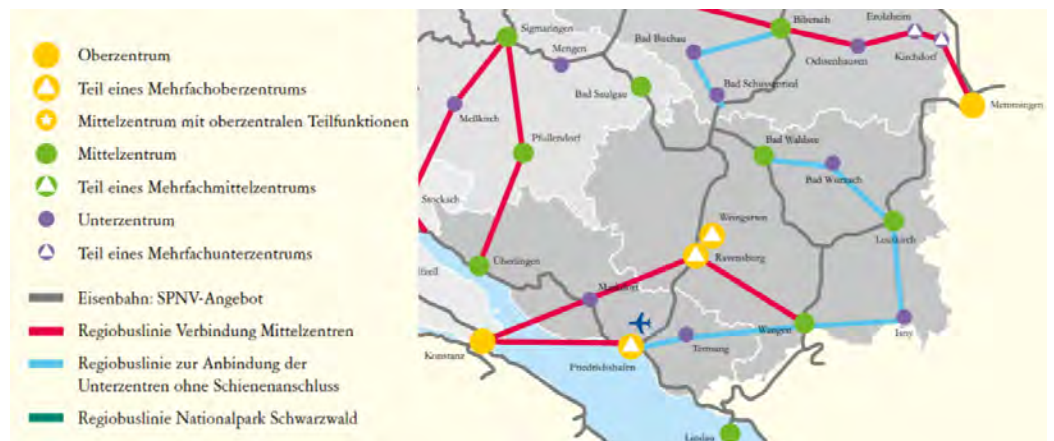 Oberzentrum
Teil eines Mehrfachoberzentrums
Mittelzentrum mit oberzentralen Teilfunktionen
Mittelzentrum
Teil eines Mehrfachmittelzentrums
Unterzentrum
Teil eines Mehrfachunterzentrums
Eisenbahn: SPNV-Angebot
Regiobuslinie Verbindung Mittelzentren
Regiobuslinie zur Anbindung der
Unterzentren ohne Schienenanschluss
Regiobuslinie Nationalpark Schwarzwald
Sigmaringen
Mengen
Bad Saulgau
Meßkirch
Pfullendorf
Stockach
Überlingen
Konstanz
Markdorf
Friedrichshafen
Tettnang
Weingarten
Ravensburg
Wangen
Isny
Leutkirch
Bad Wurzach
Bad Waldsee
Bad Schussenried
Bad Buchau
Biberach
Ochsenhausen
Erolzheim
Kirchdorf
Memmingen
Lindau